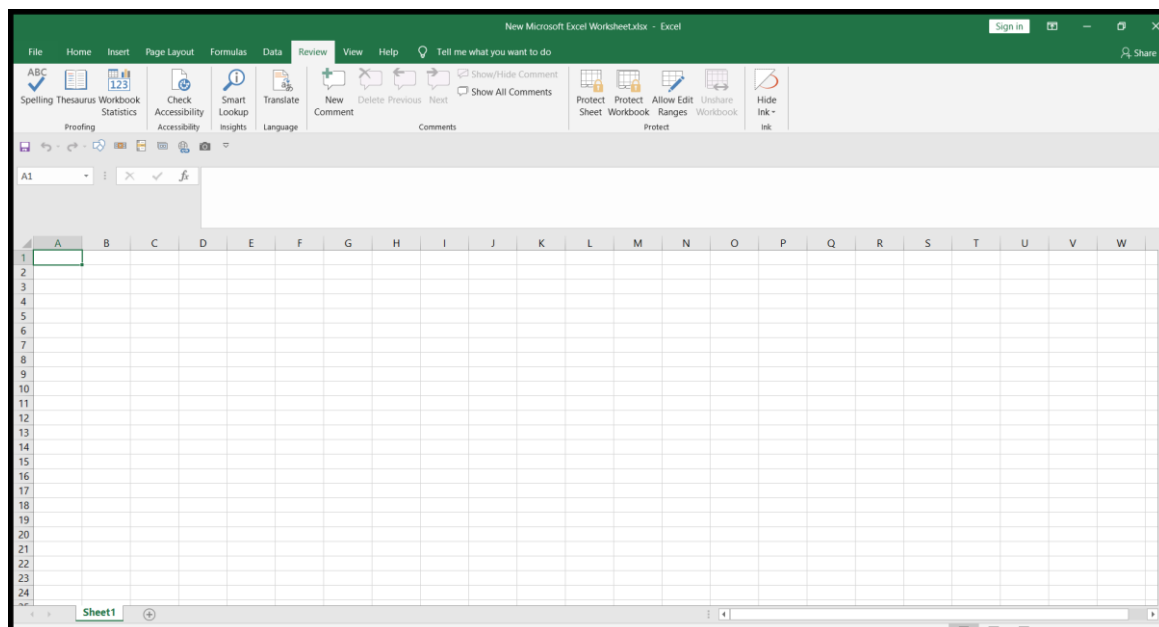 New Microsoft Excel Worksheet.xlsx - Excel
Sign in
File Home Insert Page Layout Formulas Data Review View Help Tell me what you want to do
Share
ABC
Spelling Thesaurus Workbook Statistics
123
Check Accessibility
Smart Lookup
Translate
New Comment
Delete Previous Next
Show/Hide Comment
Show All Comments
Protect Sheet
Protect Workbook
Allow Edit Ranges
Unshare Workbook
Hide Ink
Proofing Accessibility Insights Language Comments Protect Ink
A1 fx
A B C D E F G H I J K L M N O P Q R S T U V W
1
2
3
4
5
6
7
8
9
10
11
12
13
14
15
16
17
18
19
20
21
22
23
24
Sheet1